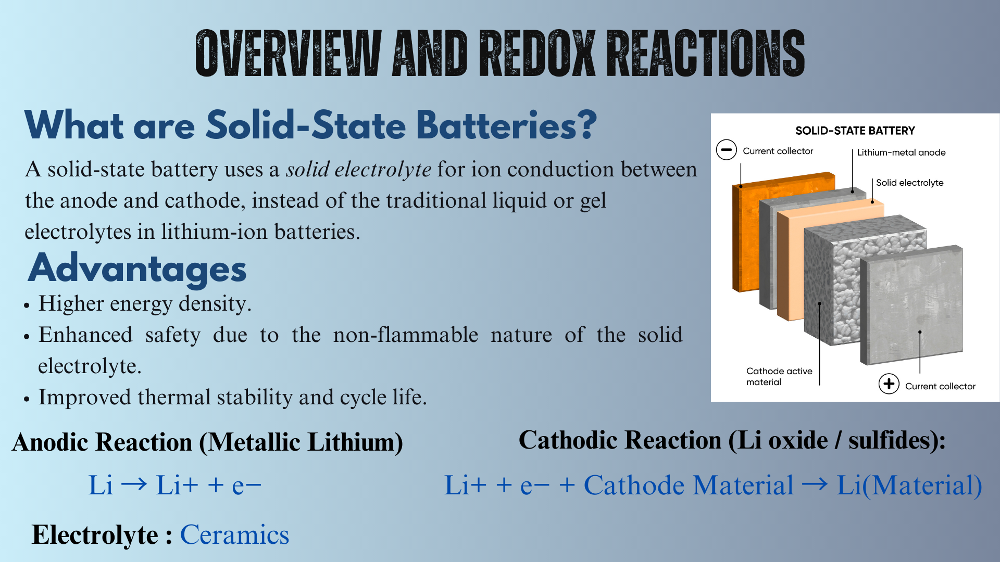 OVERVIEW AND REDOX REACTIONS
What are Solid-State Batteries?
A solid-state battery uses a solid electrolyte for ion conduction between
the anode and cathode, instead of the traditional liquid or gel
electrolytes in lithium-ion batteries.
Advantages
• Higher energy density.
• Enhanced safety due to the non-flammable nature of the solid
electrolyte.
• Improved thermal stability and cycle life.
SOLID-STATE BATTERY
− Current collector
Lithium-metal anode
Solid electrolyte
Cathode active
material
+ Current collector
Anodic Reaction (Metallic Lithium)
Li → Li+ + e−
Cathodic Reaction (Li oxide / sulfides):
Li+ + e− + Cathode Material → Li(Material)
Electrolyte : Ceramics